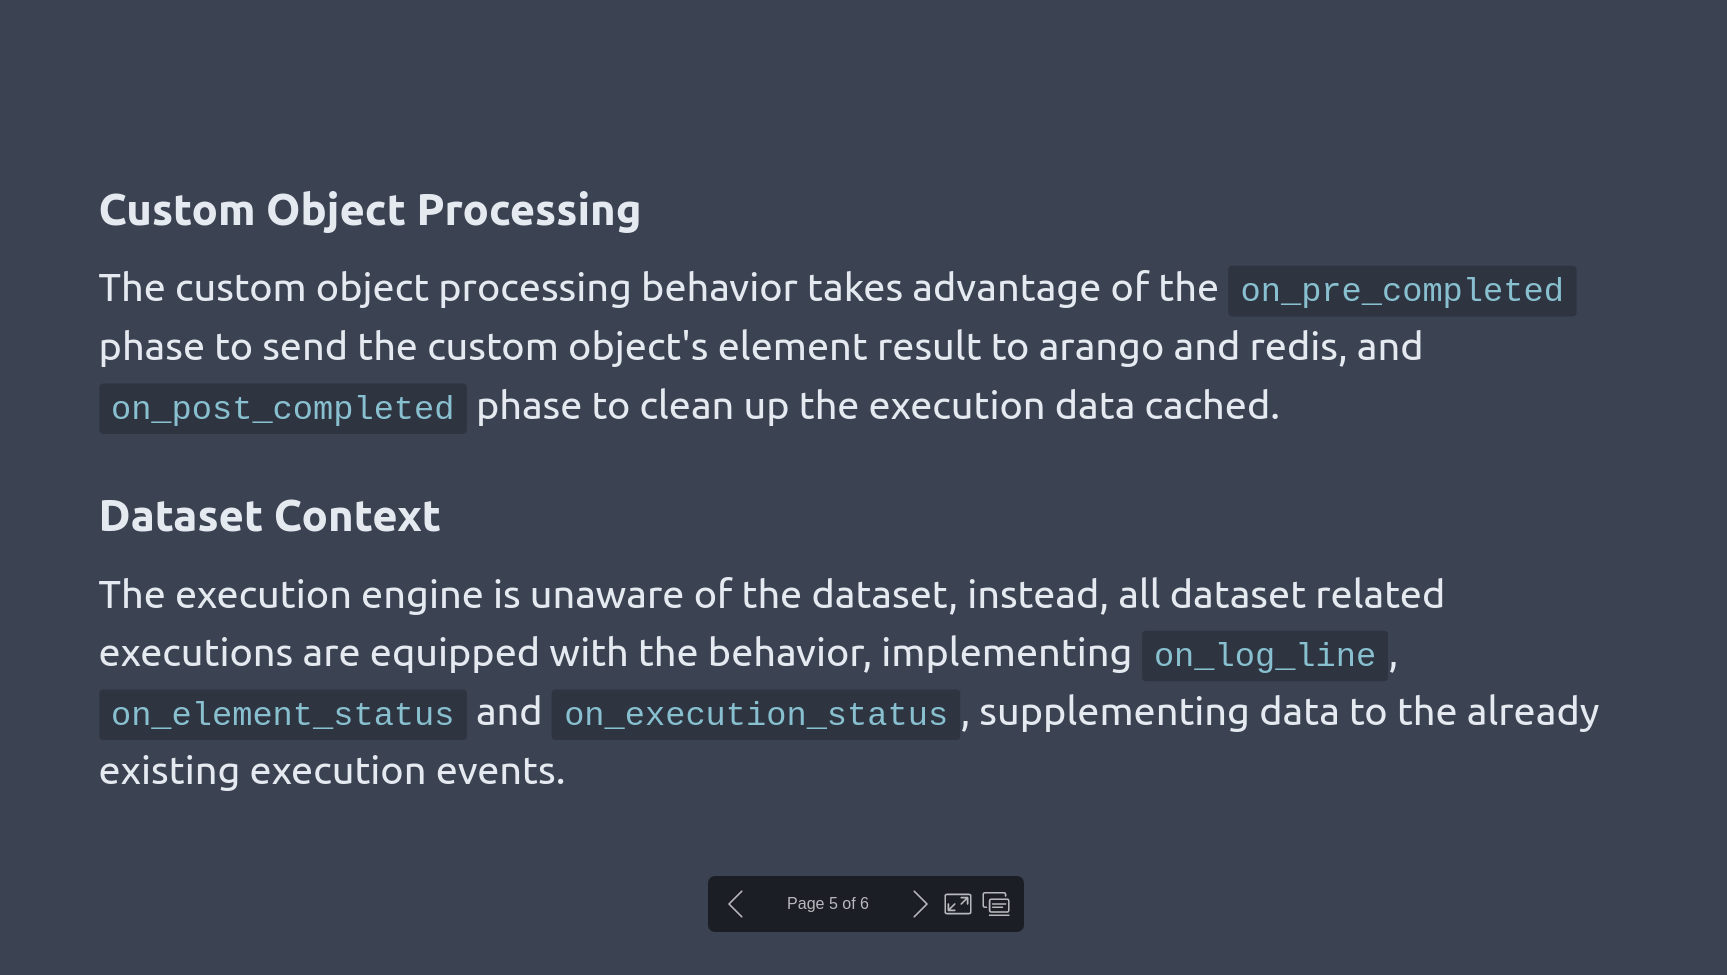 Custom Object Processing
The custom object processing behavior takes advantage of the on_pre_completed
phase to send the custom object's element result to arango and redis, and
on_post_completed phase to clean up the execution data cached.
Dataset Context
The execution engine is unaware of the dataset, instead, all dataset related
executions are equipped with the behavior, implementing on_log_line,
on_element_status and on_execution_status, supplementing data to the already
existing execution events.
Page 5 of 6